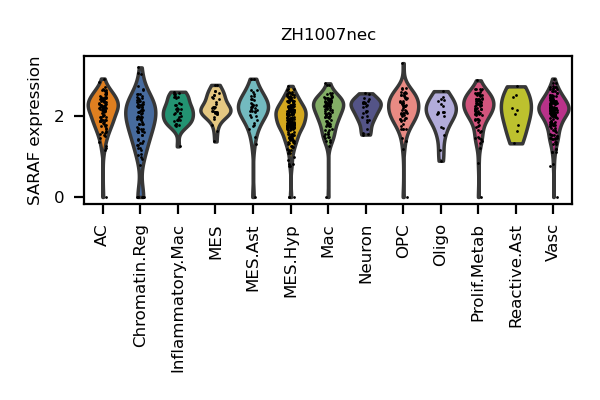 ZH1007nec
SARAF expression
2
0
AC
Chromatin.Reg
Inflammatory.Mac
MES
MES.Ast
MES.Hyp
Mac
Neuron
OPC
Oligo
Prolif.Metab
Reactive.Ast
Vasc